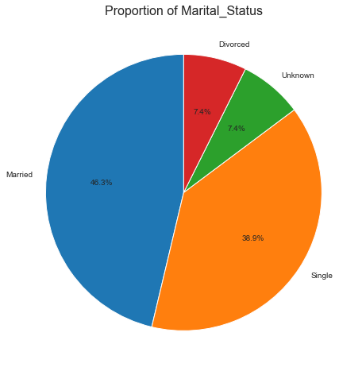 Proportion of Marital_Status
Divorced
Unknown
7.4%
7.4%
Married
46.3%
38.9%
Single